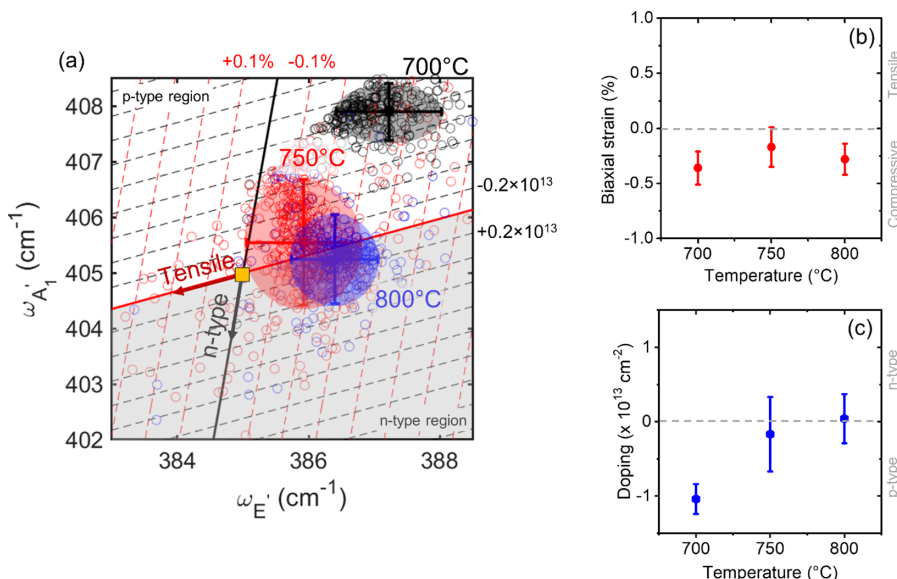 (a)
+0.1% -0.1%
700°C
p-type region
750°C
-0.2×10¹³
+0.2×10¹³
Tensile
n-type
800°C
n-type region
408
407
406
405
404
403
402
384 386 388
ω_A₁' (cm⁻¹)
ω_E' (cm⁻¹)
(b)
1.0
0.5
0.0
-0.5
-1.0
700 750 800
Biaxial strain (%)
Temperature (°C)
Tensile
Compressive
(c)
1
0
-1
700 750 800
Doping (x 10¹³ cm⁻²)
Temperature (°C)
n-type
p-type